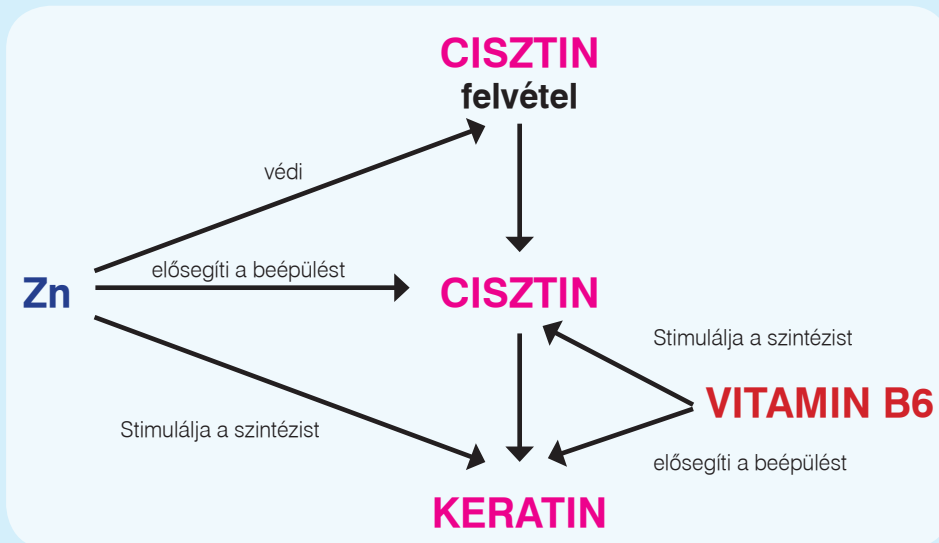 CISZTIN
felvétel
védi
elősegíti a beépülést
Zn
CISZTIN
Stimulálja a szintézist
VITAMIN B6
Stimulálja a szintézist
elősegíti a beépülést
KERATIN